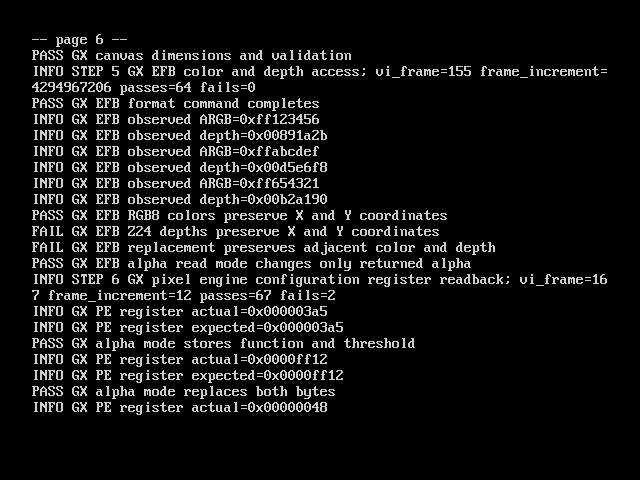 -- page 6 --
PASS GX canvas dimensions and validation
INFO STEP 5 GX EFB color and depth access; vi_frame=155 frame_increment=
4294967206 passes=64 fails=0
PASS GX EFB format command completes
INFO GX EFB observed ARGB=0xff123456
INFO GX EFB observed depth=0x00891a2b
INFO GX EFB observed ARGB=0xffabcdef
INFO GX EFB observed depth=0x00d5e6f8
INFO GX EFB observed ARGB=0xff654321
INFO GX EFB observed depth=0x00b2a190
PASS GX EFB RGB8 colors preserve X and Y coordinates
FAIL GX EFB Z24 depths preserve X and Y coordinates
FAIL GX EFB replacement preserves adjacent color and depth
PASS GX EFB alpha read mode changes only returned alpha
INFO STEP 6 GX pixel engine configuration register readback; vi_frame=16
7 frame_increment=12 passes=67 fails=2
INFO GX PE register actual=0x000003a5
INFO GX PE register expected=0x000003a5
PASS GX alpha mode stores function and threshold
INFO GX PE register actual=0x0000ff12
INFO GX PE register expected=0x0000ff12
PASS GX alpha mode replaces both bytes
INFO GX PE register actual=0x00000048